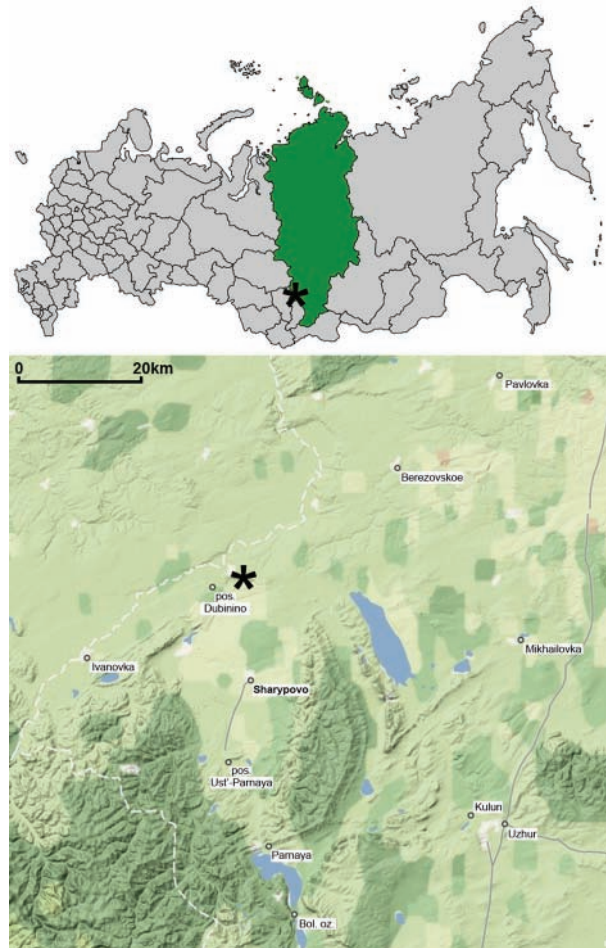 *
0 20km
Pavlovka
Berezovskoe
*
pos.
Dubinino
Mikhailovka
Ivanovka
Sharypovo
pos.
Ust'-Parnaya
Kulun
Uzhur
Parnaya
Bol. oz.